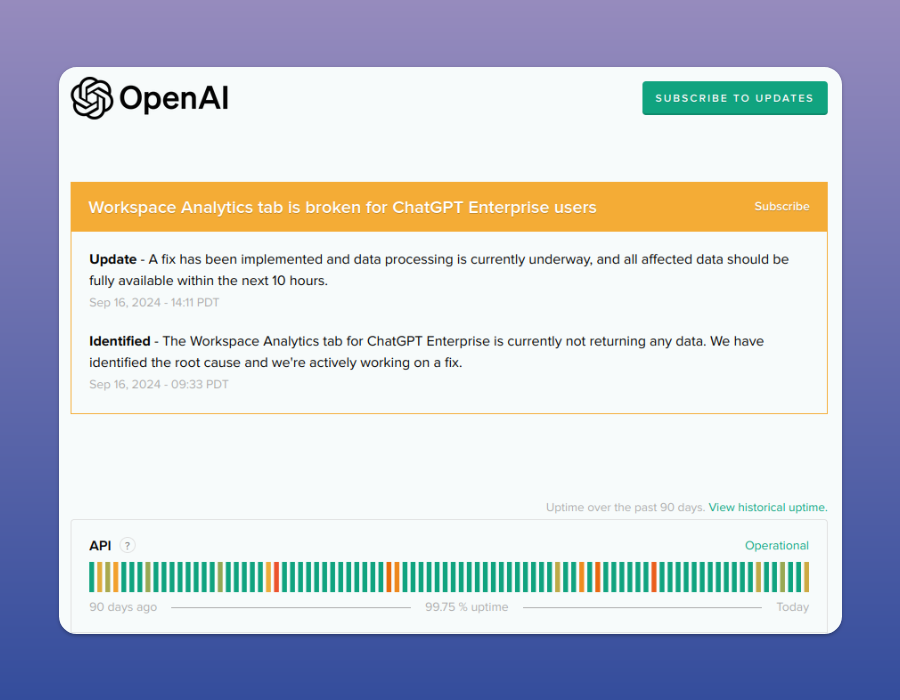 OpenAI
SUBSCRIBE TO UPDATES
Workspace Analytics tab is broken for ChatGPT Enterprise users
Subscribe
Update - A fix has been implemented and data processing is currently underway, and all affected data should be
fully available within the next 10 hours.
Sep 16, 2024 - 14:11 PDT
Identified - The Workspace Analytics tab for ChatGPT Enterprise is currently not returning any data. We have
identified the root cause and we're actively working on a fix.
Sep 16, 2024 - 09:33 PDT
Uptime over the past 90 days. View historical uptime.
API ?
Operational
90 days ago
99.75 % uptime
Today